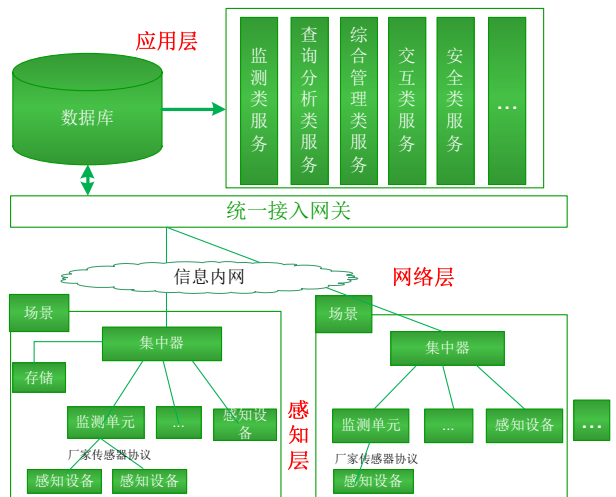 应用层
监测类服务
查询分析类服务
综合管理类服务
交互类服务
安全类服务
...
数据库
统一接入网关
信息内网
网络层
场景
集中器
存储
监测单元
...
感知设
备
厂家传感器协议
感知设备
感知设备
感知层
场景
集中器
监测单元
...
感知设备
厂家传感器协议
感知设备
...